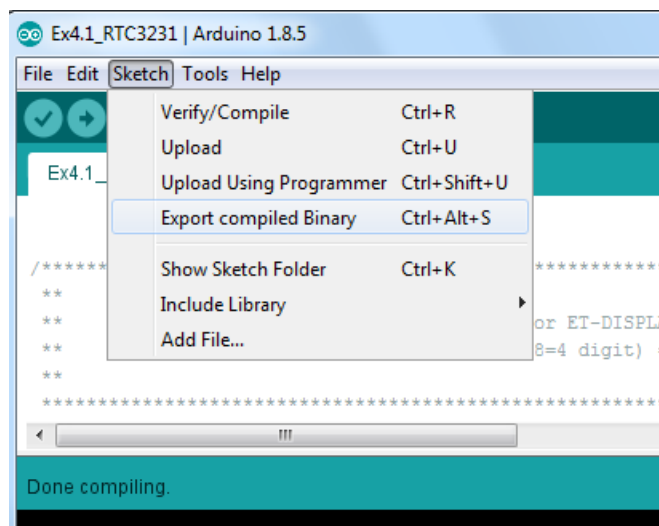 Ex4.1_RTC3231 | Arduino 1.8.5
File Edit Sketch Tools Help
Verify/Compile Ctrl+R
Upload Ctrl+U
Ex4.1_
Upload Using Programmer Ctrl+Shift+U
Export compiled Binary Ctrl+Alt+S
/****** *************
Show Sketch Folder Ctrl+K
**
Include Library
** or ET-DISPL
Add File...
** 8=4 digit)
**
*******************************************************
Done compiling.